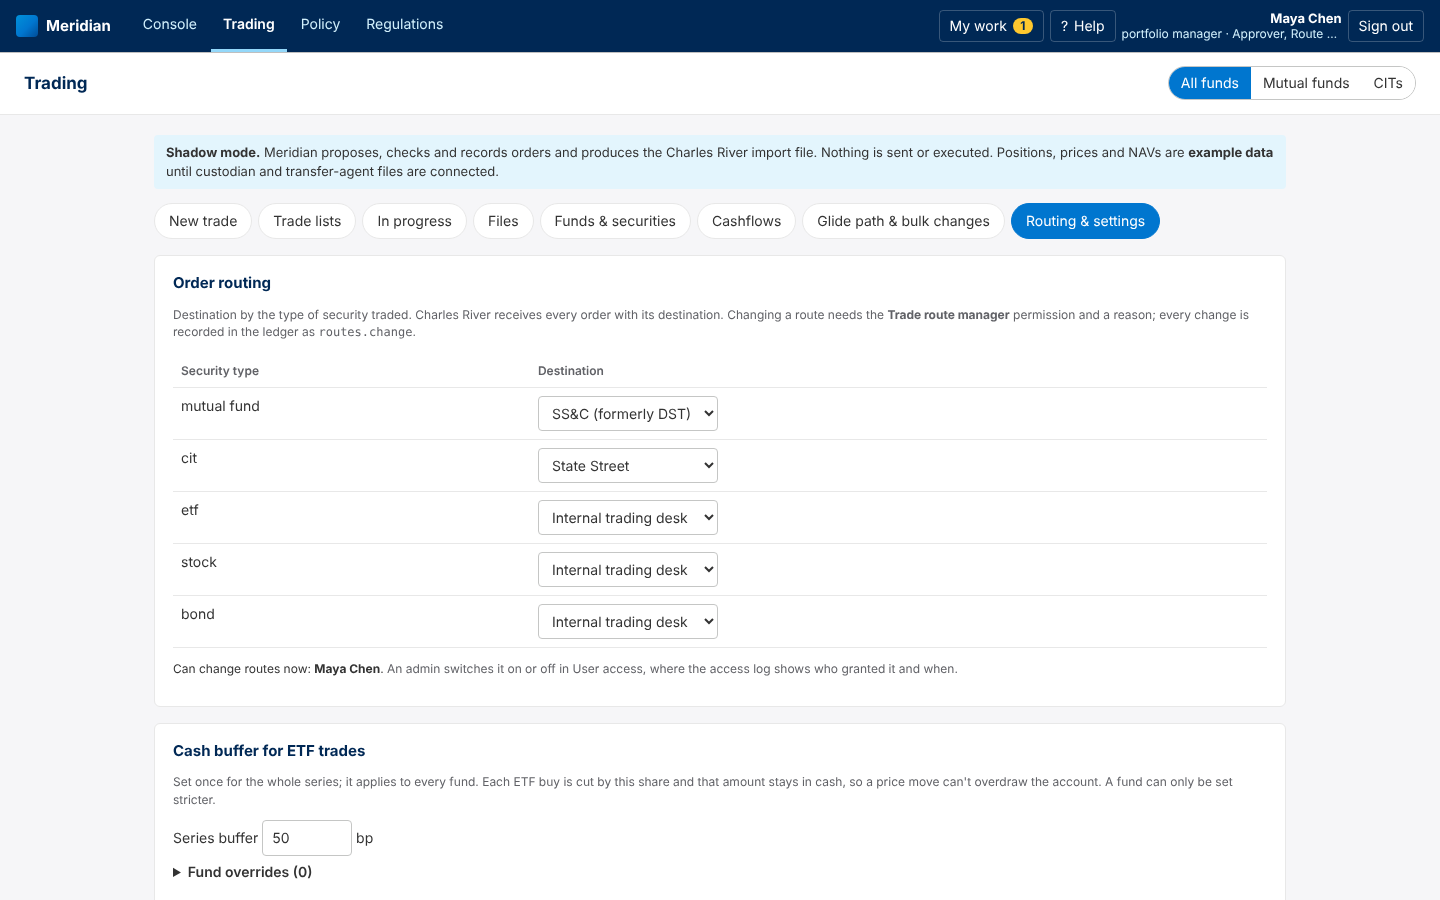 Meridian
Console
Trading
Policy
Regulations
My work 1
? Help
Maya Chen
portfolio manager · Approver, Route ...
Sign out
Trading
All funds
Mutual funds
CITs
Shadow mode. Meridian proposes, checks and records orders and produces the Charles River import file. Nothing is sent or executed. Positions, prices and NAVs are example data
until custodian and transfer-agent files are connected.
New trade
Trade lists
In progress
Files
Funds & securities
Cashflows
Glide path & bulk changes
Routing & settings
Order routing
Destination by the type of security traded. Charles River receives every order with its destination. Changing a route needs the Trade route manager permission and a reason; every change is
recorded in the ledger as routes.change.
Security type
Destination
mutual fund
SS&C (formerly DST)
cit
State Street
etf
Internal trading desk
stock
Internal trading desk
bond
Internal trading desk
Can change routes now: Maya Chen. An admin switches it on or off in User access, where the access log shows who granted it and when.
Cash buffer for ETF trades
Set once for the whole series; it applies to every fund. Each ETF buy is cut by this share and that amount stays in cash, so a price move can't overdraw the account. A fund can only be set
stricter.
Series buffer 50 bp
Fund overrides (0)